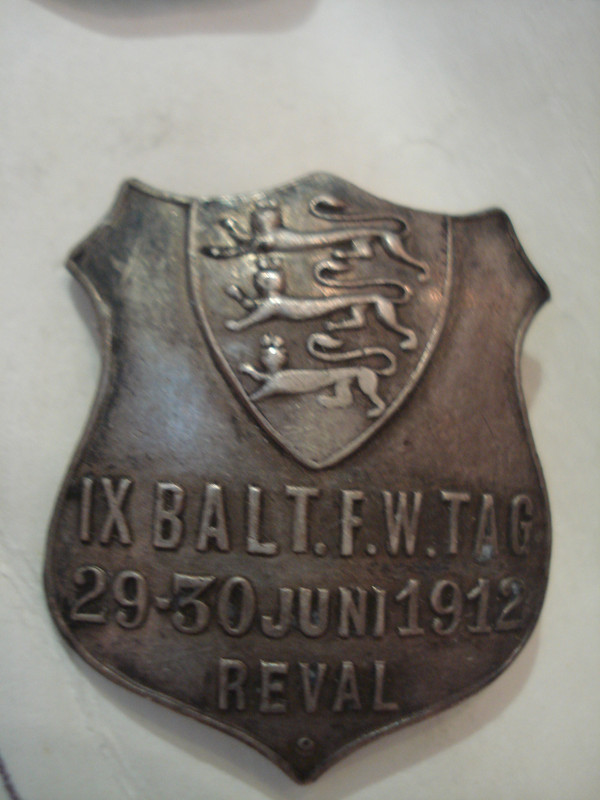 IX BALT. F. W. TAG
29-30 JUNI 1912
REVAL